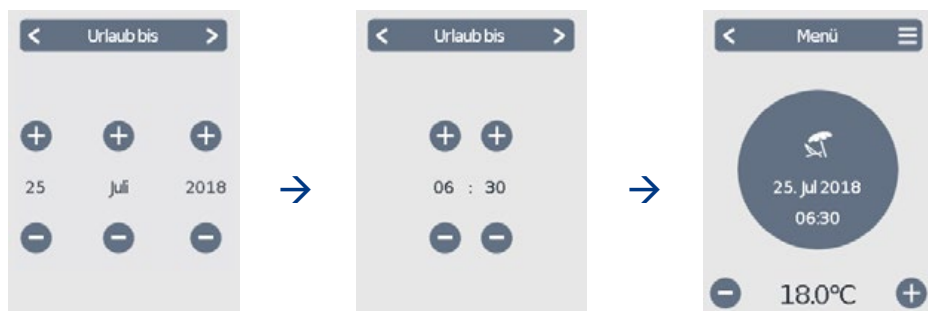 Urlaub bis
25 Juli 2018
Urlaub bis
06 : 30
Menü
25. Jul 2018
06:30
18.0°C